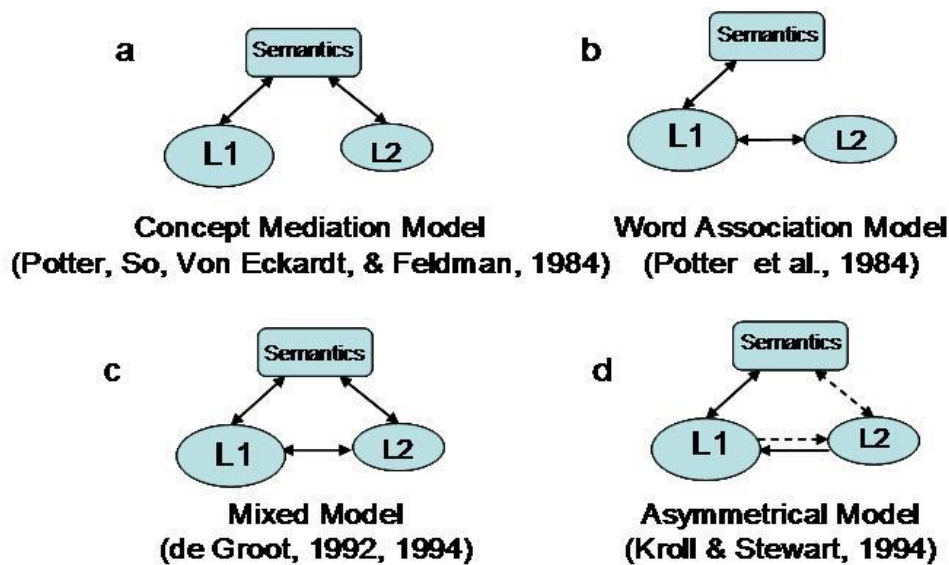 a
Semantics
L1
L2
Concept Mediation Model
(Potter, So, Von Eckardt, & Feldman, 1984)
b
Semantics
L1
L2
Word Association Model
(Potter et al., 1984)
c
Semantics
L1
L2
Mixed Model
(de Groot, 1992, 1994)
d
Semantics
L1
L2
Asymmetrical Model
(Kroll & Stewart, 1994)